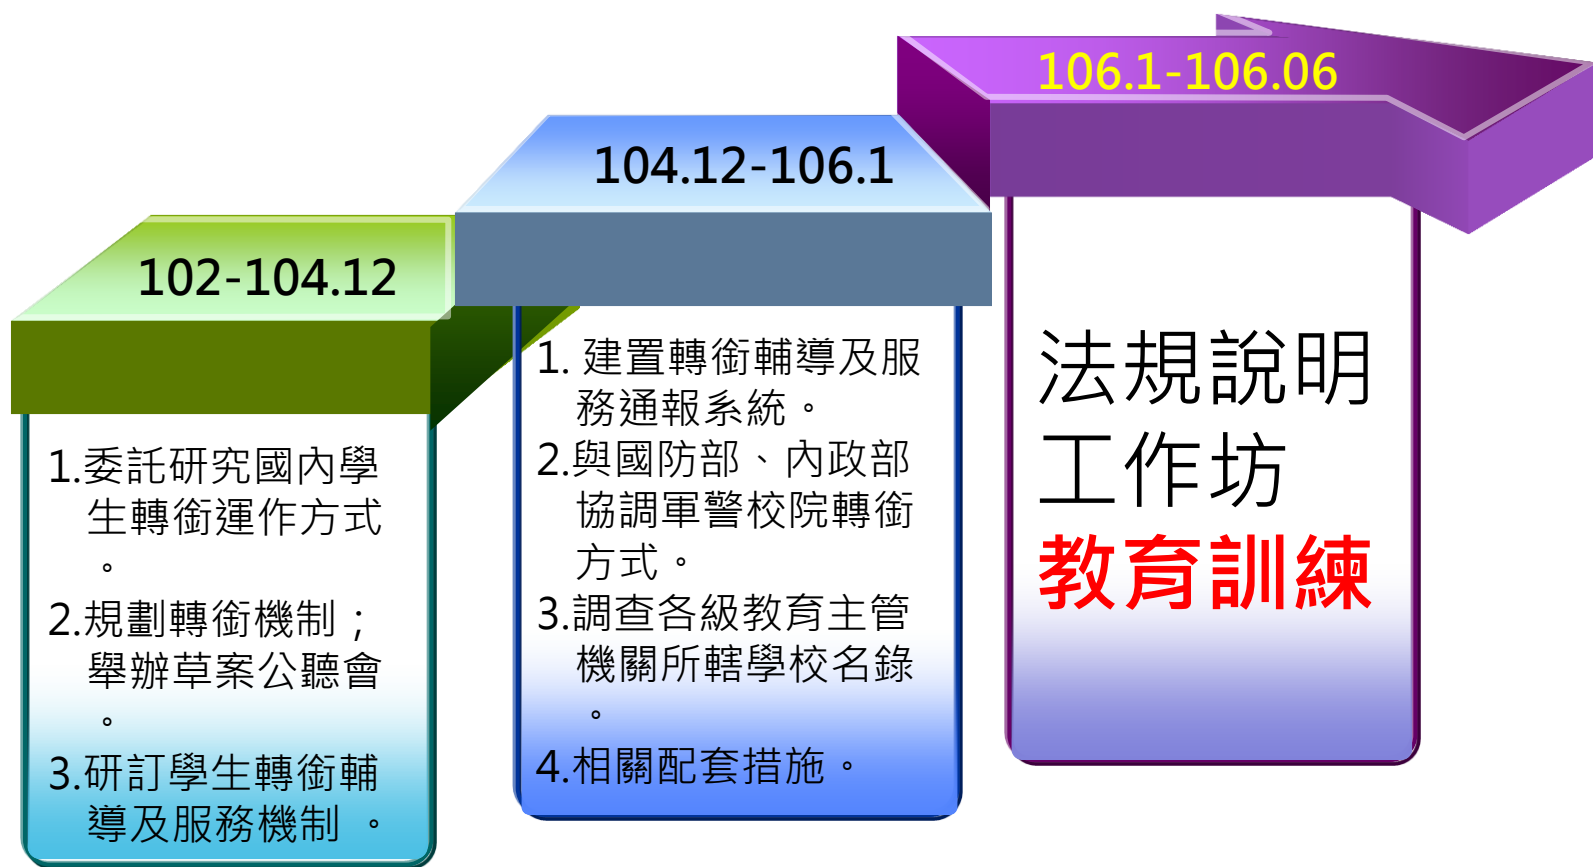 102-104.12
1.委託研究國內學
生轉銜運作方式
。
2.規劃轉銜機制；
舉辦草案公聽會
。
3.研訂學生轉銜輔
導及服務機制 。
104.12-106.1
1. 建置轉銜輔導及服
務通報系統。
2.與國防部、內政部
協調軍警校院轉銜
方式。
3.調查各級教育主管
機關所轄學校名錄
。
4.相關配套措施。
106.1-106.06
法規說明
工作坊
教育訓練